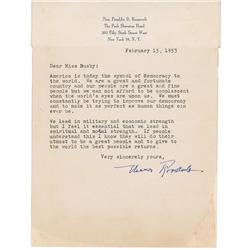 Mrs. Franklin D. Roosevelt
The Park Sheraton Hotel
202 Fifty Sixth Street West
New York 19, N. Y.
February 15, 1953
Dear Miss Busby:
America is today the symbol of Democracy to
the world. We are a great and fortunate
country and our people are a great and fine
people but we can not afford to be complacent when
the world's eyes are upon us. We must
constantly be trying to improve our democracy
and to make it as perfect as human things can
ever be.
We lead in military and economic strength
but I feel it essential that we lead in
spiritual and moral strength. If people
understand this I know they will do their
utmost to be a great people and to give to
the world the best possible returns.
Very sincerely yours,
Eleanor Roosevelt